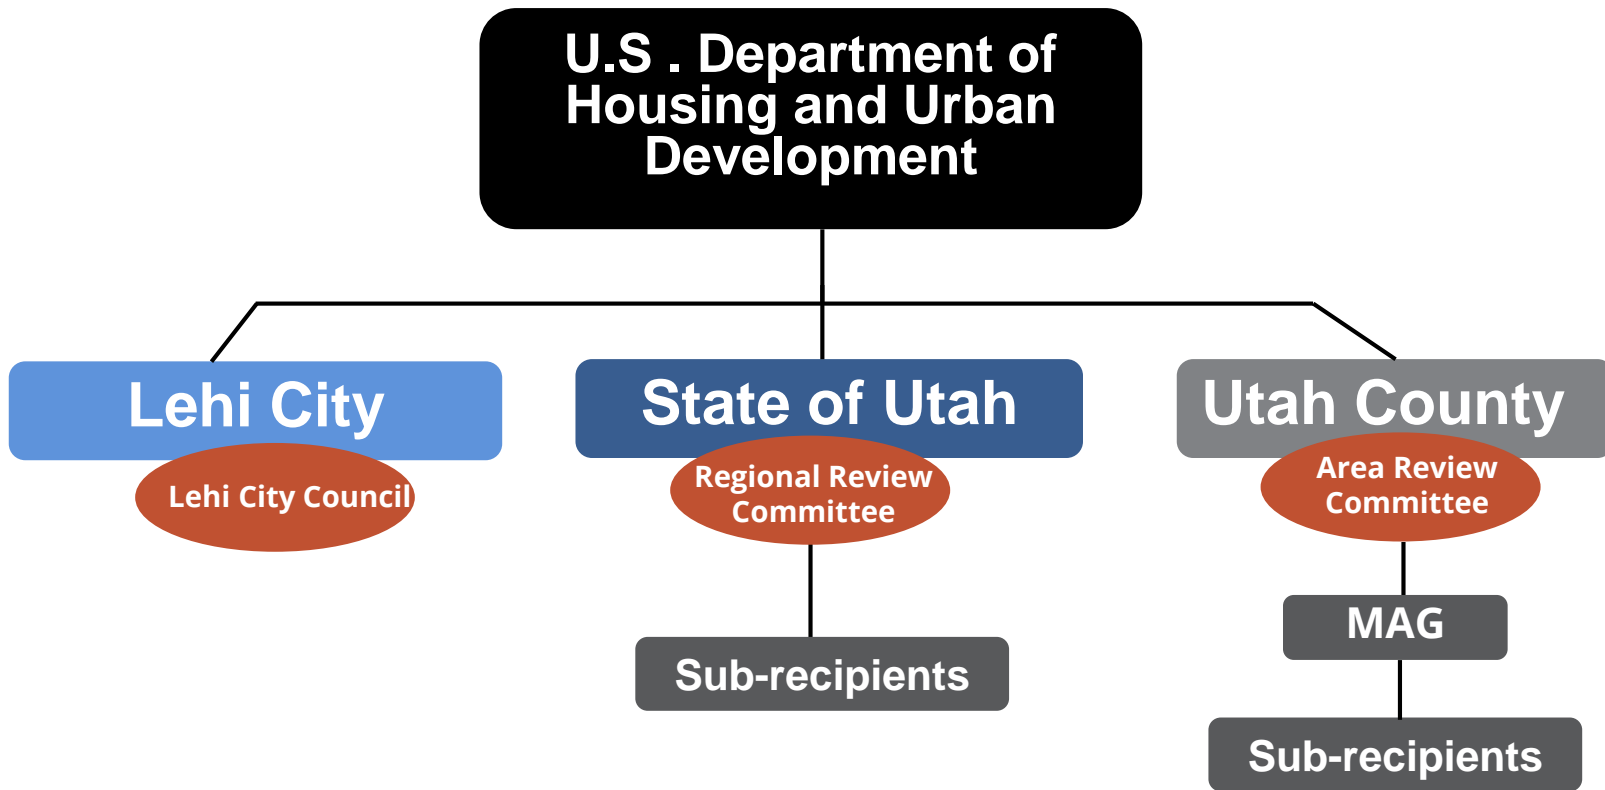 U.S . Department of
Housing and Urban
Development
Lehi City
Lehi City Council
State of Utah
Regional Review
Committee
Sub-recipients
Utah County
Area Review
Committee
MAG
Sub-recipients